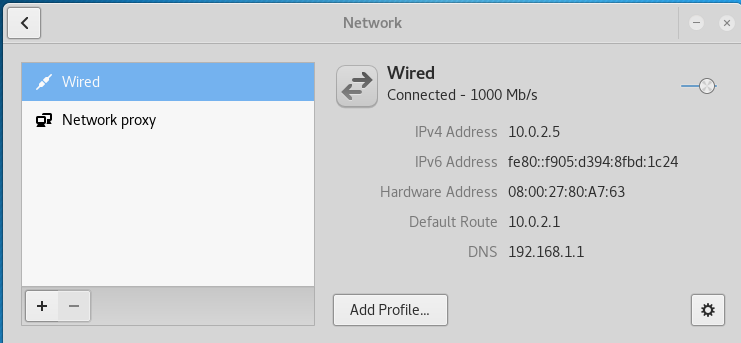 Network
Wired
Network proxy
Wired
Connected - 1000 Mb/s
IPv4 Address 10.0.2.5
IPv6 Address fe80::f905:d394:8fbd:1c24
Hardware Address 08:00:27:80:A7:63
Default Route 10.0.2.1
DNS 192.168.1.1
Add Profile...